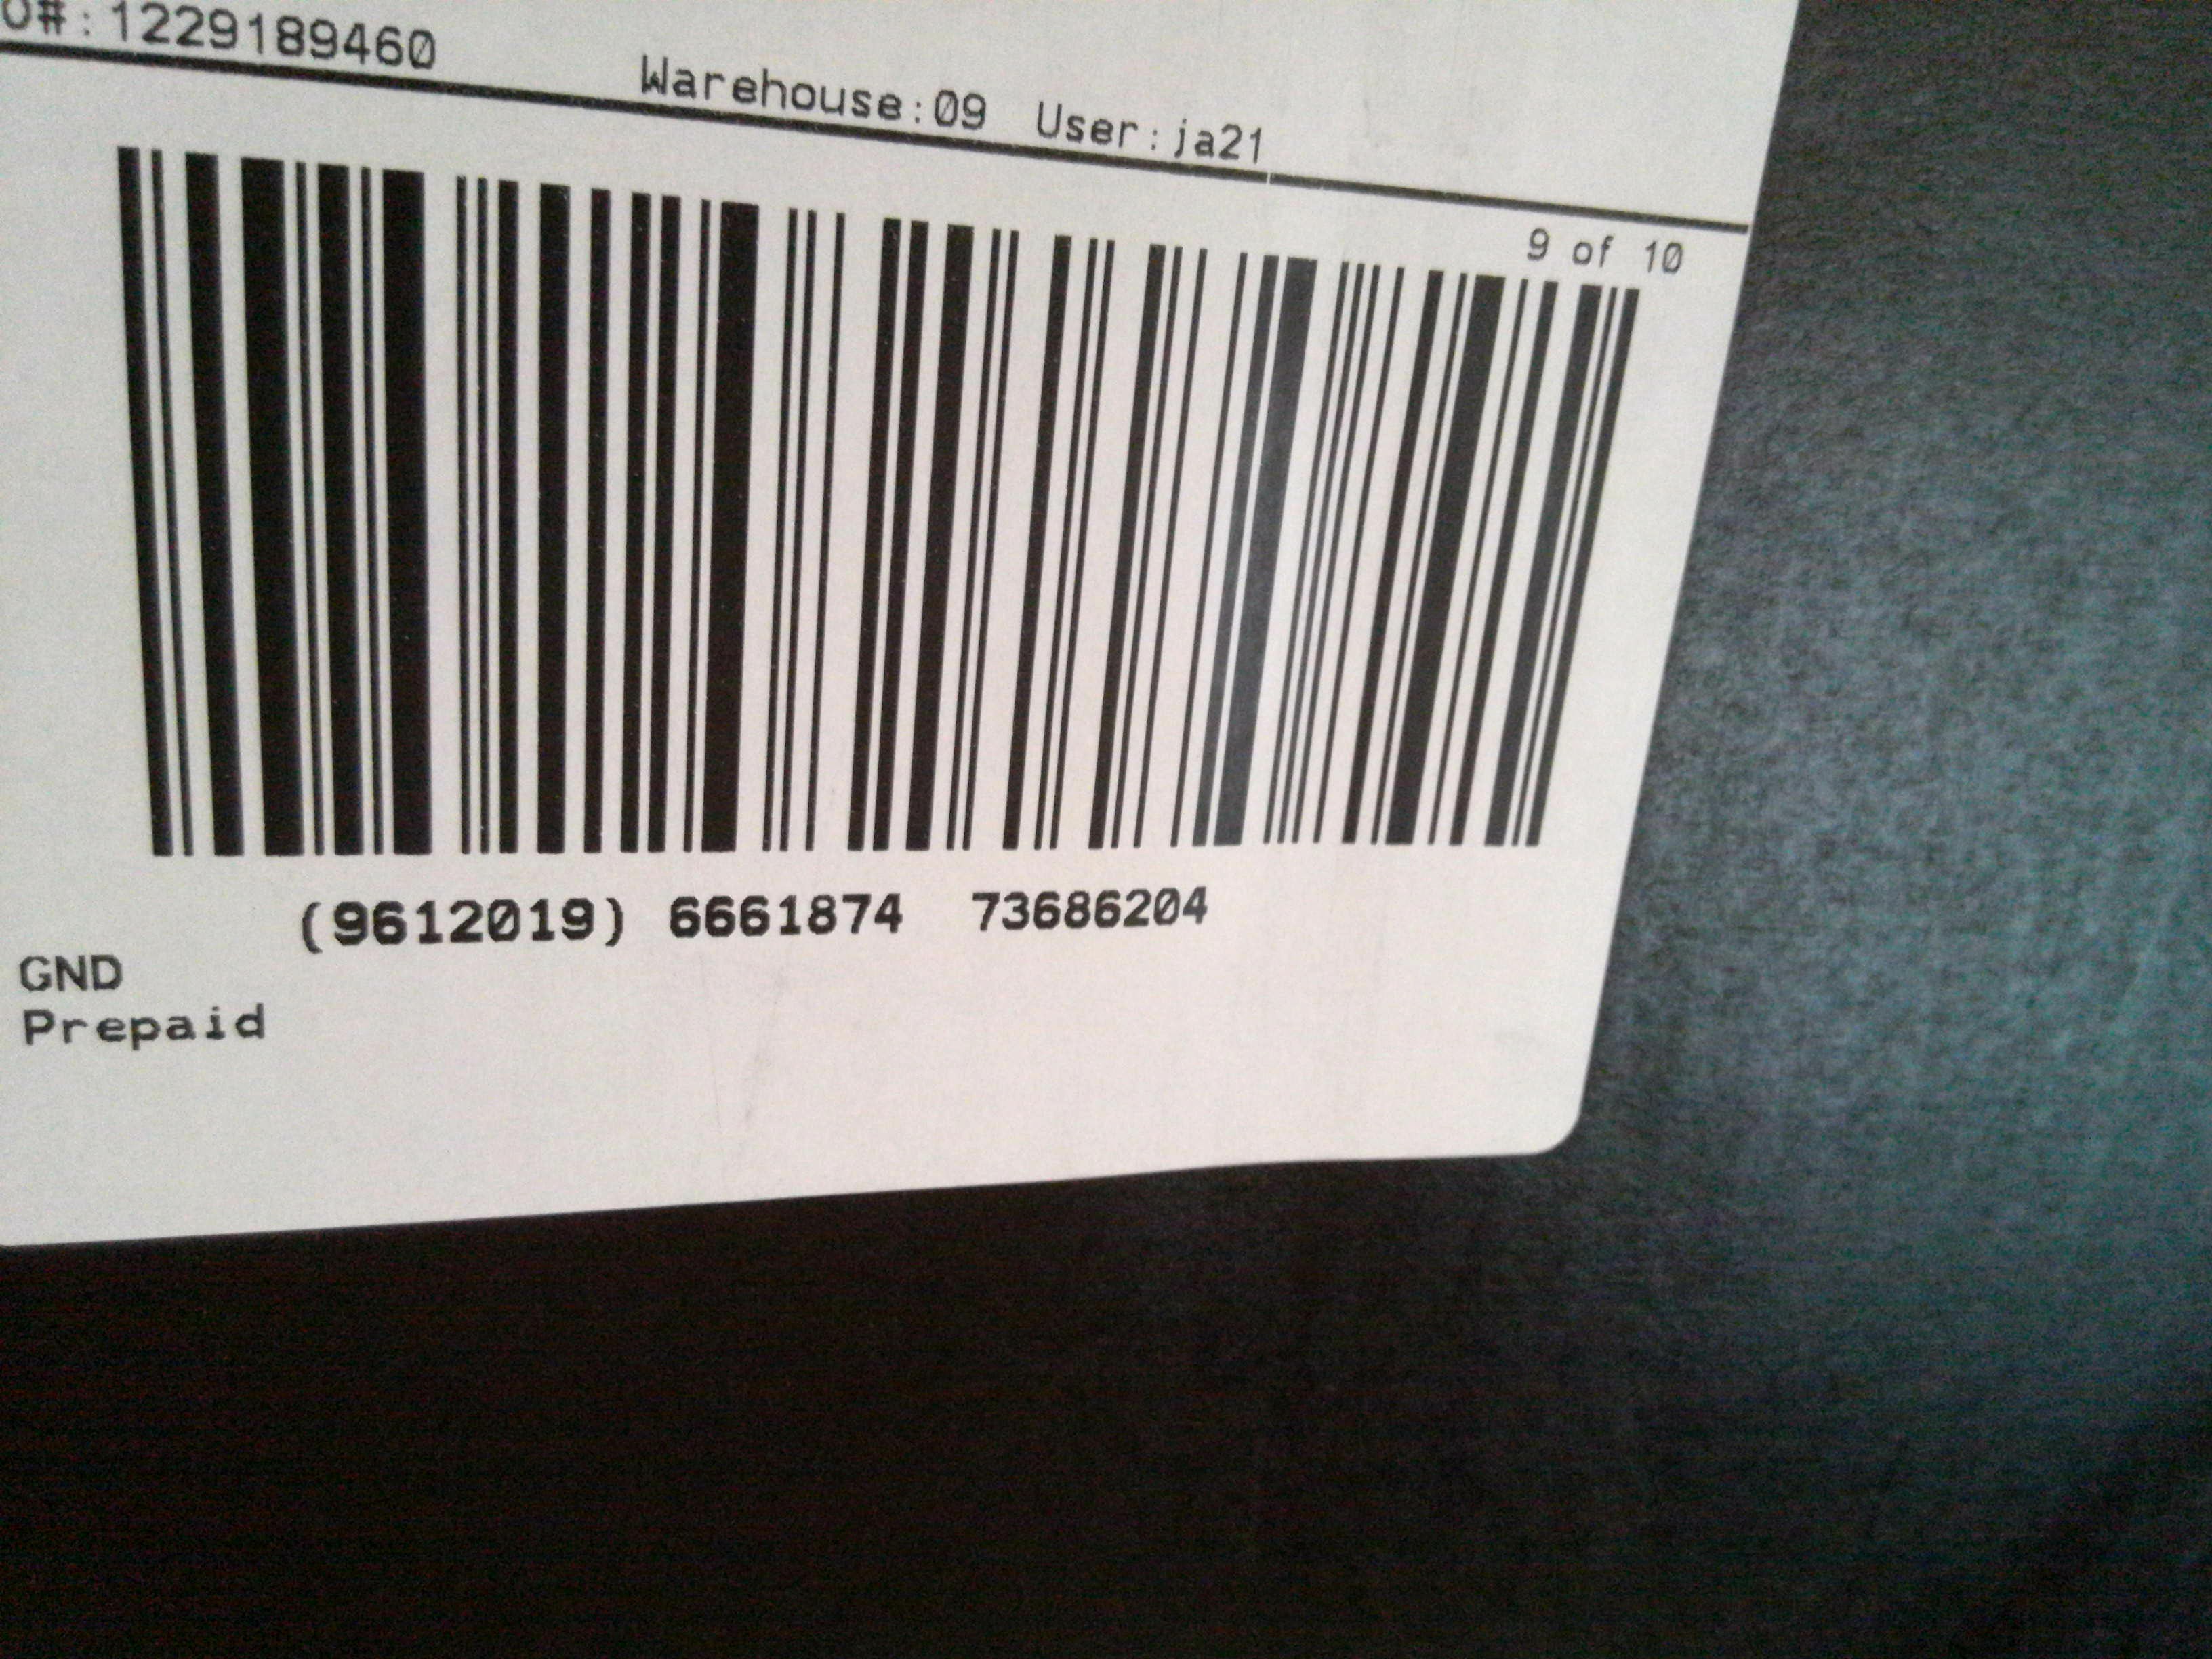 O#:1229189460
Warehouse:09 User:ja21
9 of 10
(9612019) 6661874 73686204
GND
Prepaid